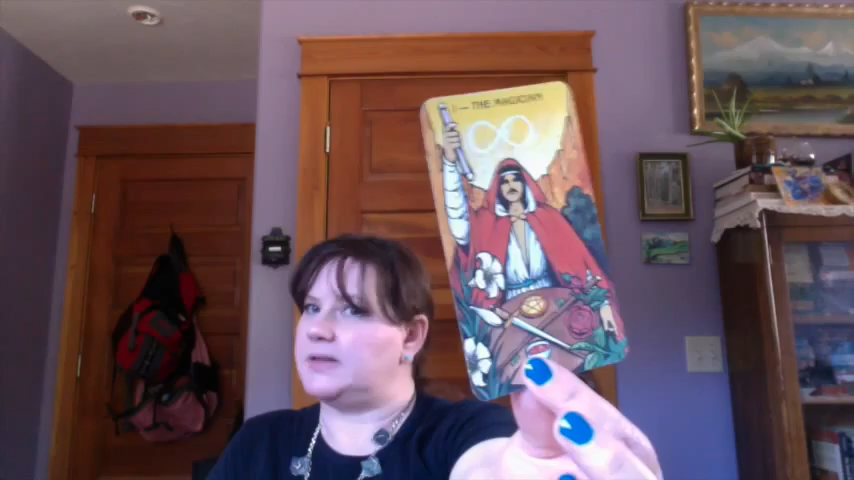 I — THE MAGICIAN